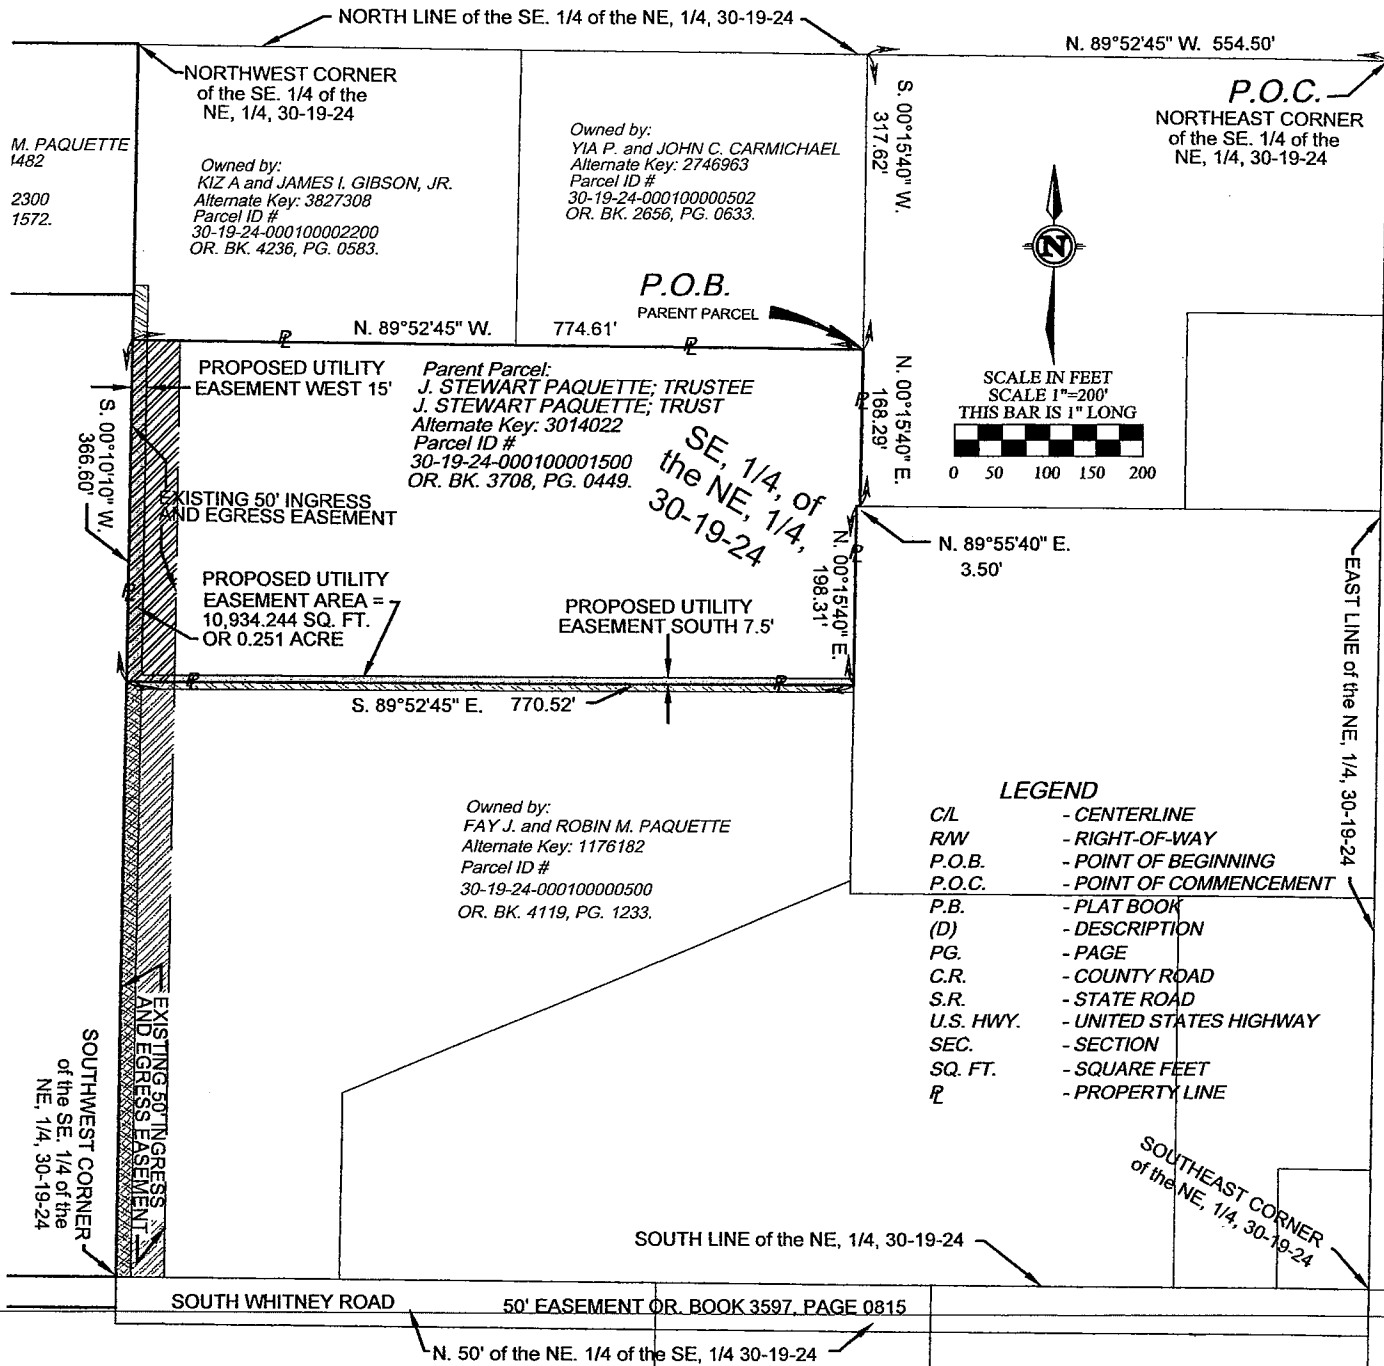 NORTH LINE of the SE. 1/4 of the NE, 1/4, 30-19-24
N. 89°52'45" W. 554.50'
P.O.C.
NORTHEAST CORNER
of the SE. 1/4 of the
NE, 1/4, 30-19-24
NORTHWEST CORNER
of the SE. 1/4 of the
NE, 1/4, 30-19-24
S. 00°15'40" W.
317.62'
M. PAQUETTE
1482
2300
1572.
Owned by:
KIZ A and JAMES I. GIBSON, JR.
Alternate Key: 3827308
Parcel ID #
30-19-24-000100002200
OR. BK. 4236, PG. 0583.
Owned by:
YIA P. and JOHN C. CARMICHAEL
Alternate Key: 2746963
Parcel ID #
30-19-24-000100000502
OR. BK. 2656, PG. 0633.
N
P.O.B.
PARENT PARCEL
N. 89°52'45" W. 774.61'
PROPOSED UTILITY
EASEMENT WEST 15'
Parent Parcel:
J. STEWART PAQUETTE; TRUSTEE
J. STEWART PAQUETTE; TRUST
Alternate Key: 3014022
Parcel ID #
30-19-24-000100001500
OR. BK. 3708, PG. 0449.
N. 00°15'40" E.
168.29'
SCALE IN FEET
SCALE 1"=200'
THIS BAR IS 1" LONG
0 50 100 150 200
S. 00°10'10" W.
366.60'
SE, 1/4, of
the NE, 1/4,
30-19-24
EXISTING 50' INGRESS
AND EGRESS EASEMENT
N. 89°55'40" E.
3.50'
N. 00°15'40" E.
198.31'
PROPOSED UTILITY
EASEMENT AREA =
10,934.244 SQ. FT.
OR 0.251 ACRE
PROPOSED UTILITY
EASEMENT SOUTH 7.5'
S. 89°52'45" E. 770.52'
EAST LINE of the NE, 1/4, 30-19-24
Owned by:
FAY J. and ROBIN M. PAQUETTE
Alternate Key: 1176182
Parcel ID #
30-19-24-000100000500
OR. BK. 4119, PG. 1233.
LEGEND
C/L - CENTERLINE
R/W - RIGHT-OF-WAY
P.O.B. - POINT OF BEGINNING
P.O.C. - POINT OF COMMENCEMENT
P.B. - PLAT BOOK
(D) - DESCRIPTION
PG. - PAGE
C.R. - COUNTY ROAD
S.R. - STATE ROAD
U.S. HWY. - UNITED STATES HIGHWAY
SEC. - SECTION
SQ. FT. - SQUARE FEET
PL - PROPERTY LINE
EXISTING 50' INGRESS
AND EGRESS EASEMENT
SOUTHWEST CORNER
of the SE. 1/4 of the
NE, 1/4, 30-19-24
SOUTHEAST CORNER
of the NE, 1/4, 30-19-24
SOUTH LINE of the NE, 1/4, 30-19-24
SOUTH WHITNEY ROAD
50' EASEMENT OR. BOOK 3597, PAGE 0815
N. 50' of the NE. 1/4 of the SE, 1/4 30-19-24